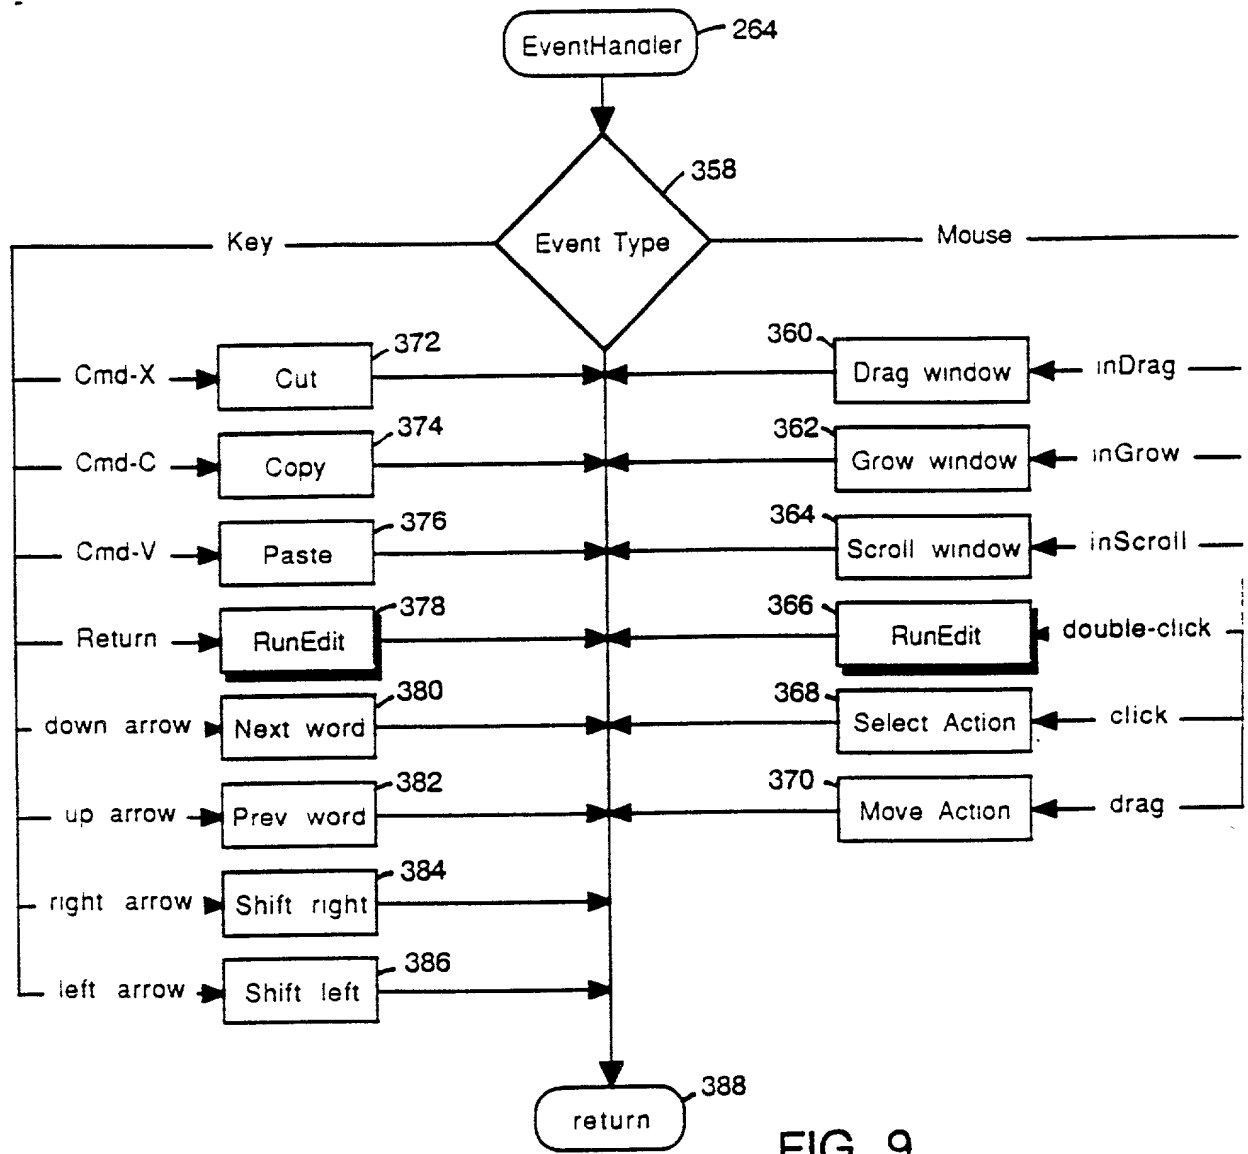 EventHandler
264
358
Event Type
Key
Mouse
Cmd-X
Cut
372
360
Drag window
inDrag
Cmd-C
Copy
374
362
Grow window
inGrow
Cmd-V
Paste
376
364
Scroll window
inScroll
Return
RunEdit
378
366
RunEdit
double-click
down arrow
Next word
380
368
Select Action
click
up arrow
Prev word
382
370
Move Action
drag
right arrow
Shift right
384
left arrow
Shift left
386
return
388
FIG. 9